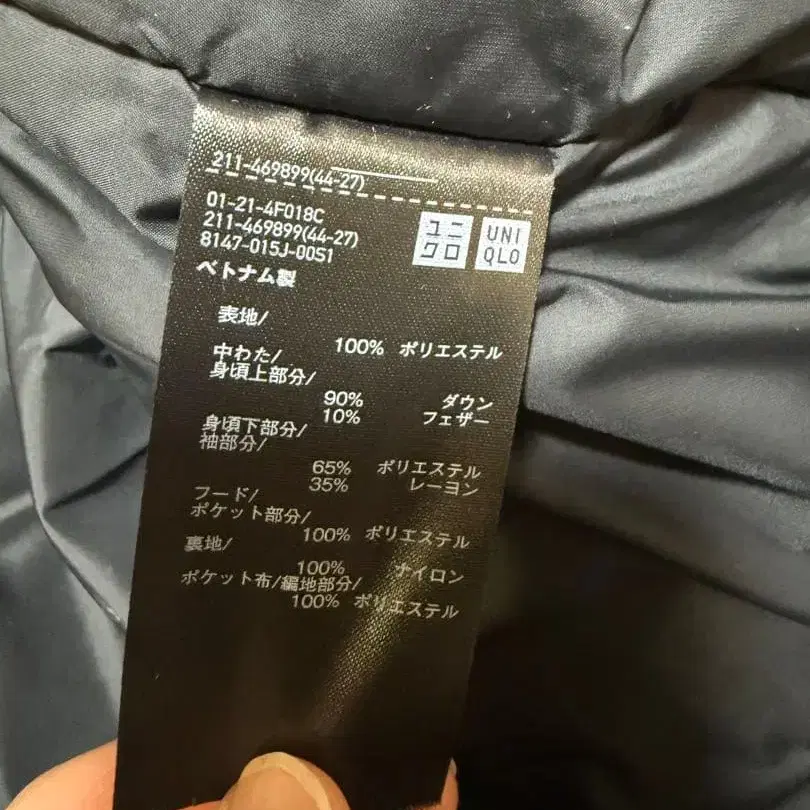 211-469899(44-27)
01-21-4F018C
211-469899(44-27)
8147-015J-00S1
ユニ
クロ
UNI
QLO
ベトナム製
表地/
100% ポリエステル
中わた/
身頃上部分/
90% ダウン
10% フェザー
身頃下部分/
袖部分/
65% ポリエステル
35% レーヨン
フード/
ポケット部分/
100% ポリエステル
裏地/
100% ナイロン
ポケット布/編地部分/
100% ポリエステル